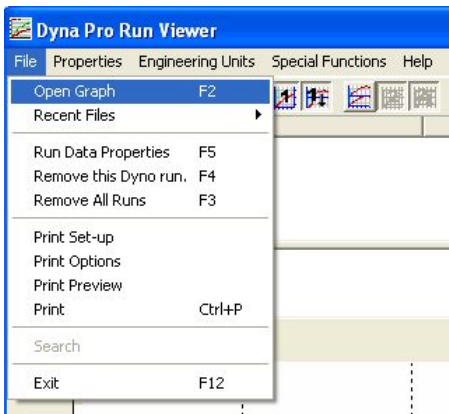 Dyna Pro Run Viewer
File Properties Engineering Units Special Functions Help
Open Graph F2
Recent Files
Run Data Properties F5
Remove this Dyno run. F4
Remove All Runs F3
Print Set-up
Print Options
Print Preview
Print Ctrl+P
Search
Exit F12